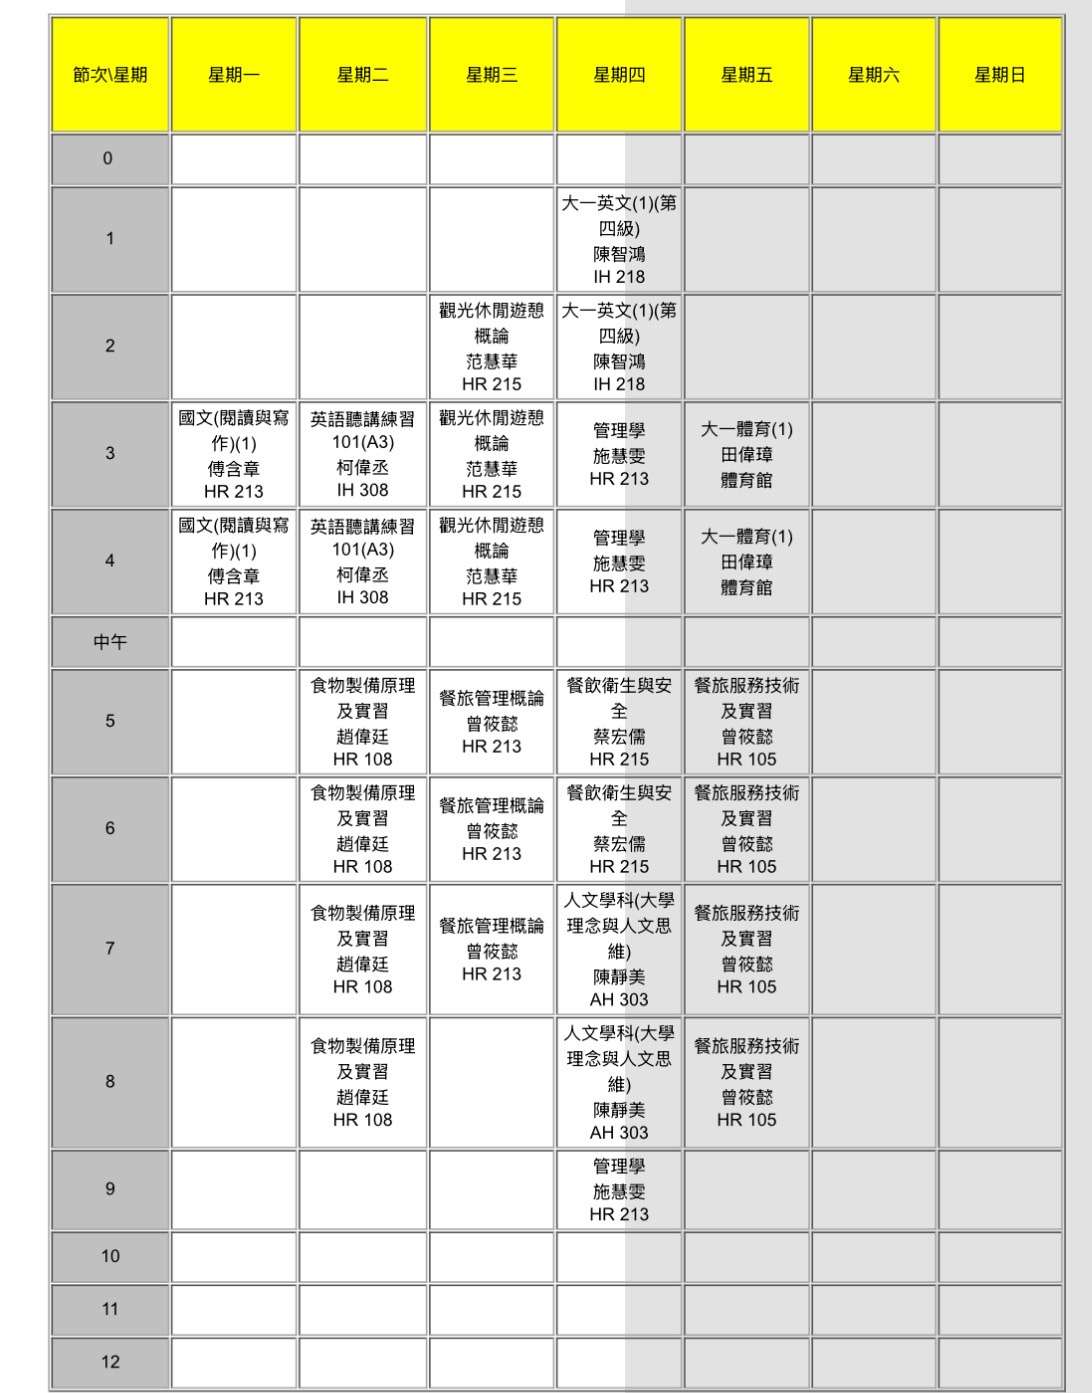 節次\星期 星期一 星期二 星期三 星期四 星期五 星期六 星期日
0
1
大一英文(1)(第
四級)
陳智鴻
IH 218
2
觀光休閒遊憩
概論
范慧華
HR 215
大一英文(1)(第
四級)
陳智鴻
IH 218
3
國文(閱讀與寫
作)(1)
傅含章
HR 213
英語聽講練習
101(A3)
柯偉丞
IH 308
觀光休閒遊憩
概論
范慧華
HR 215
管理學
施慧雯
HR 213
大一體育(1)
田偉璋
體育館
4
國文(閱讀與寫
作)(1)
傅含章
HR 213
英語聽講練習
101(A3)
柯偉丞
IH 308
觀光休閒遊憩
概論
范慧華
HR 215
管理學
施慧雯
HR 213
大一體育(1)
田偉璋
體育館
中午
5
食物製備原理
及實習
趙偉廷
HR 108
餐旅管理概論
曾筱懿
HR 213
餐飲衛生與安
全
蔡宏儒
HR 215
餐旅服務技術
及實習
曾筱懿
HR 105
6
食物製備原理
及實習
趙偉廷
HR 108
餐旅管理概論
曾筱懿
HR 213
餐飲衛生與安
全
蔡宏儒
HR 215
餐旅服務技術
及實習
曾筱懿
HR 105
7
食物製備原理
及實習
趙偉廷
HR 108
餐旅管理概論
曾筱懿
HR 213
人文學科(大學
理念與人文思
維)
陳靜美
AH 303
餐旅服務技術
及實習
曾筱懿
HR 105
8
食物製備原理
及實習
趙偉廷
HR 108
人文學科(大學
理念與人文思
維)
陳靜美
AH 303
餐旅服務技術
及實習
曾筱懿
HR 105
9
管理學
施慧雯
HR 213
10
11
12